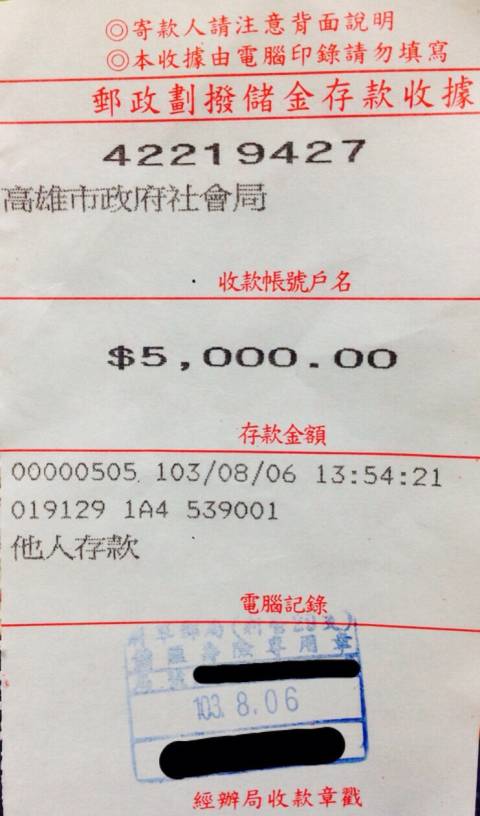 ◎寄款人請注意背面說明
◎本收據由電腦印錄請勿填寫
郵政劃撥儲金存款收據
42219427
高雄市政府社會局
收款帳號戶名
$5,000.00
存款金額
00000505 103/08/06 13:54:21
019129 1A4 539001
他人存款
電腦記錄
103.8.06
經辦局收款章戳